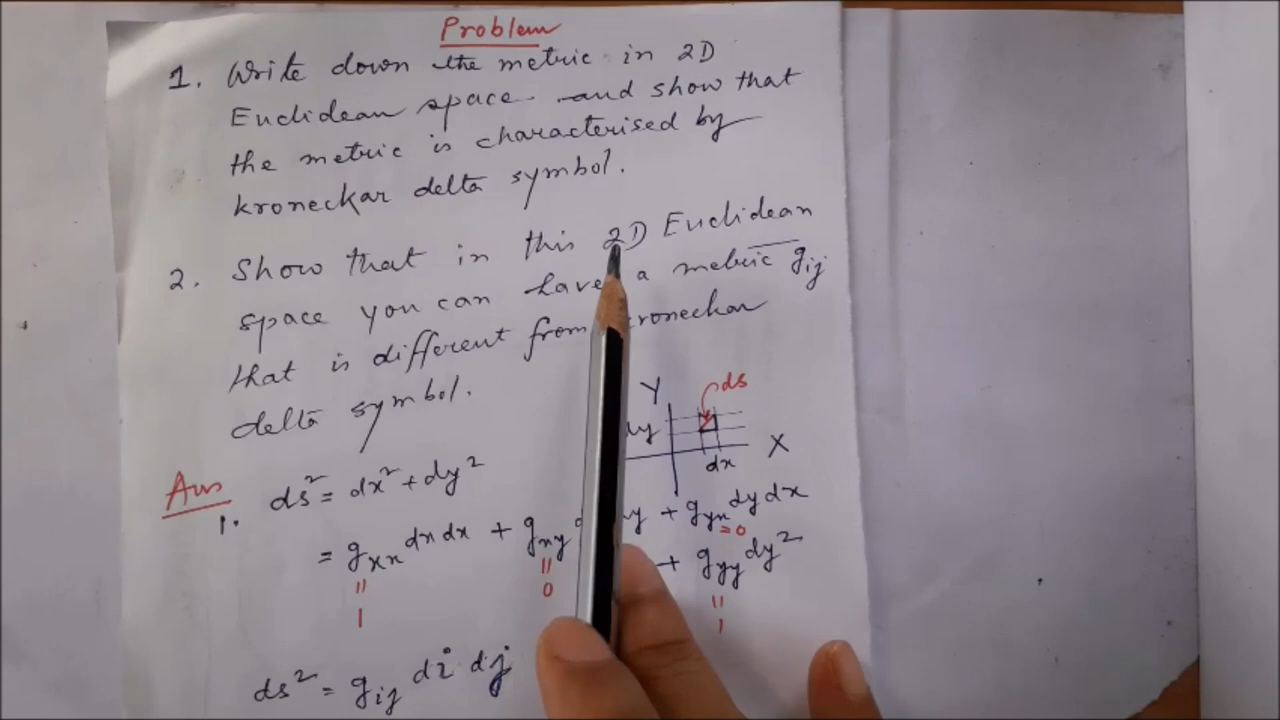 Problem
1. Write down the metric in 2D
Euclidean space and show that
the metric is characterised by
kroneckar delta symbol.
2. Show that in this 2D Euclidean
space you can have a metric gij
that is different from kroneckar
delta symbol.
Y ds
dy
X
dx
Ans
1. ds² = dx² + dy²
= gxx dx dx + gxy dy + gyx dy dx
= 0
+ gyy dy²
" " "
1 0 1
ds² = gij di dj